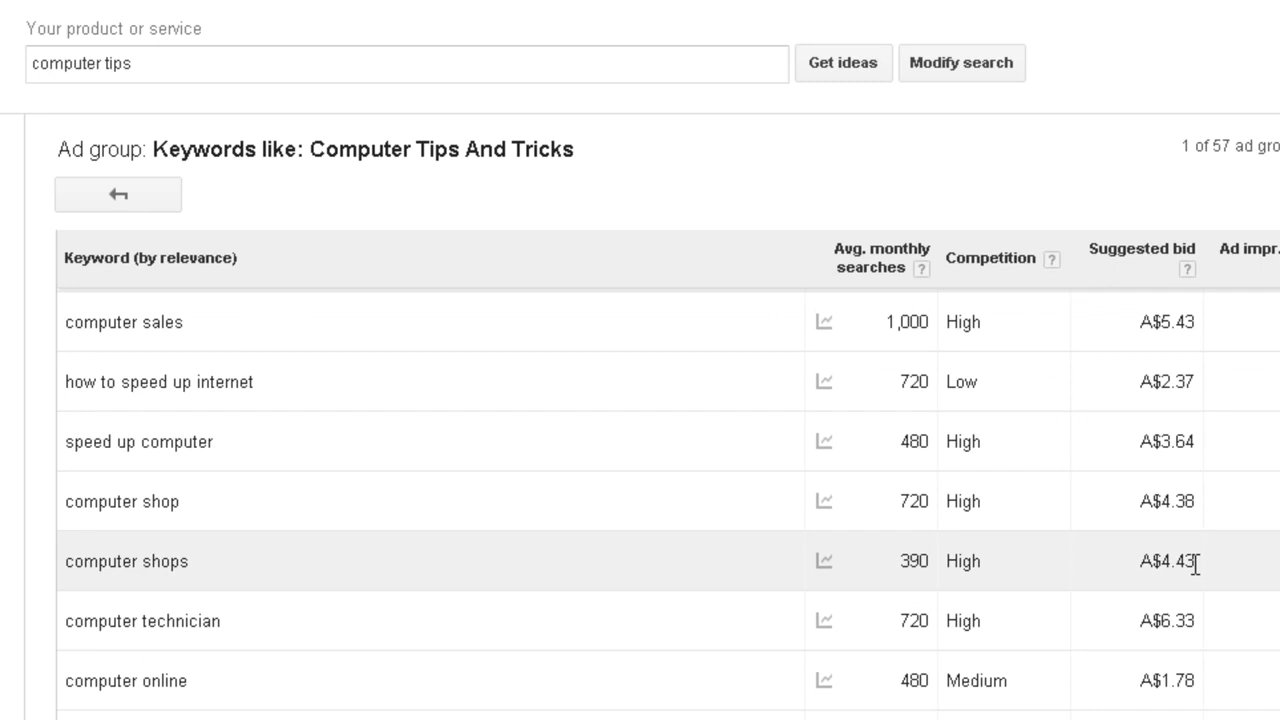 Your product or service
computer tips
Get ideas
Modify search
Ad group: Keywords like: Computer Tips And Tricks
1 of 57 ad gro
Keyword (by relevance) Avg. monthly searches ? Competition ? Suggested bid ? Ad impr.
computer sales 1,000 High A$5.43
how to speed up internet 720 Low A$2.37
speed up computer 480 High A$3.64
computer shop 720 High A$4.38
computer shops 390 High A$4.43
computer technician 720 High A$6.33
computer online 480 Medium A$1.78